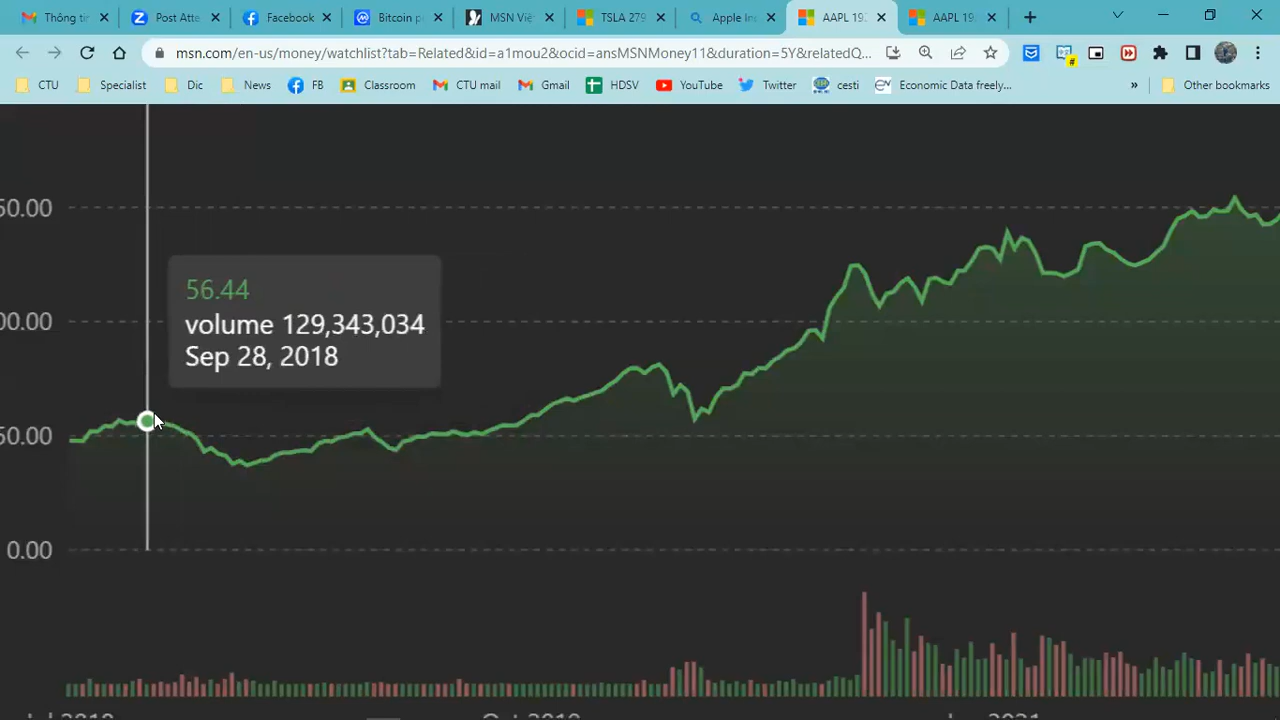 Thông tin
Post Atte
Facebook
Bitcoin p
MSN Việ
TSLA 279
Apple In
AAPL 19
AAPL 19
msn.com/en-us/money/watchlist?tab=Related&id=a1mou2&ocid=ansMSNMoney11&duration=5Y&relatedQ...
CTU
Specialist
Dic
News
FB
Classroom
CTU mail
Gmail
HDSV
YouTube
Twitter
cesti
Economic Data freely...
»
Other bookmarks
50.00
56.44
volume 129,343,034
Sep 28, 2018
00.00
50.00
0.00